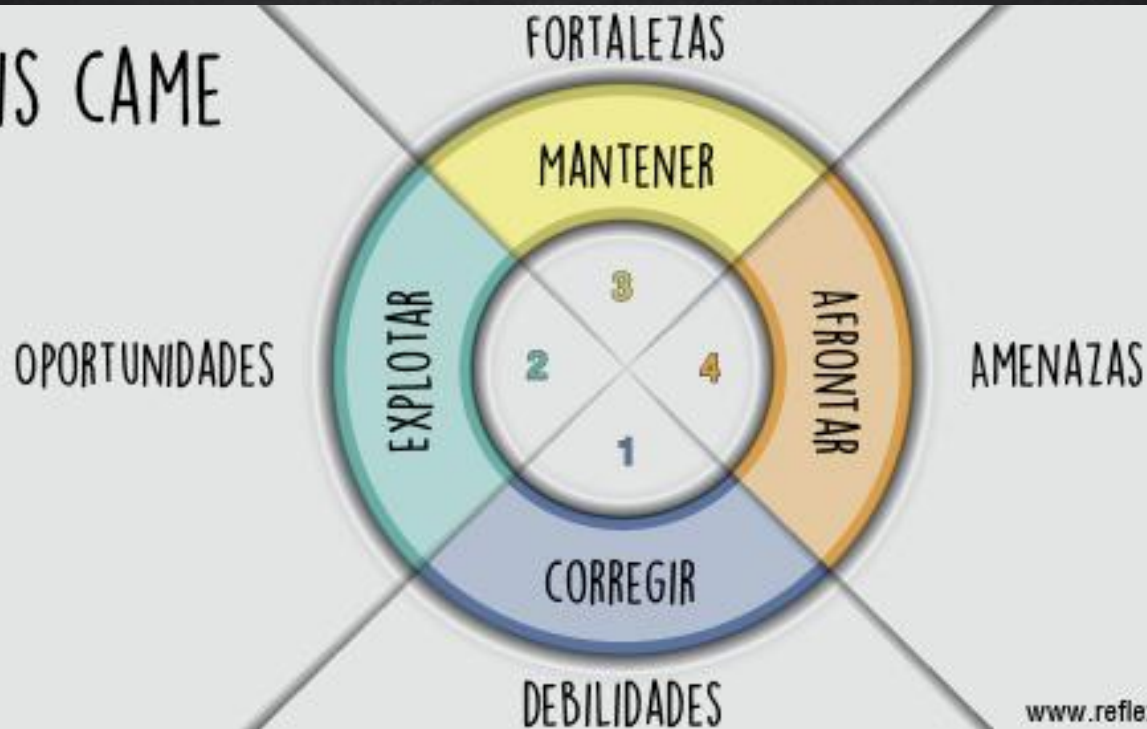 IS CAME
FORTALEZAS
MANTENER
3
EXPLOTAR
AFRONTAR
OPORTUNIDADES
2
4
AMENAZAS
1
CORREGIR
DEBILIDADES
www.refle